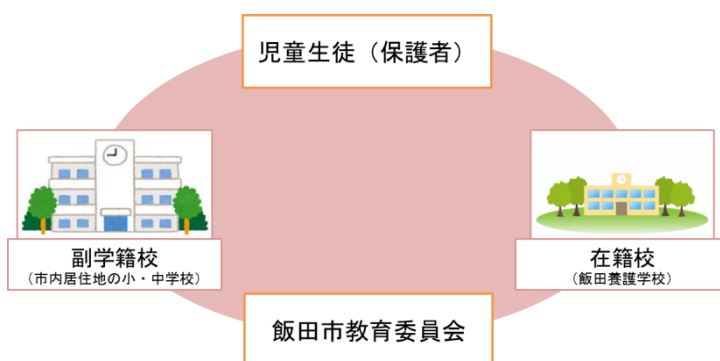 児童生徒（保護者）
副学籍校
（市内居住地の小・中学校）
在籍校
（飯田養護学校）
飯田市教育委員会